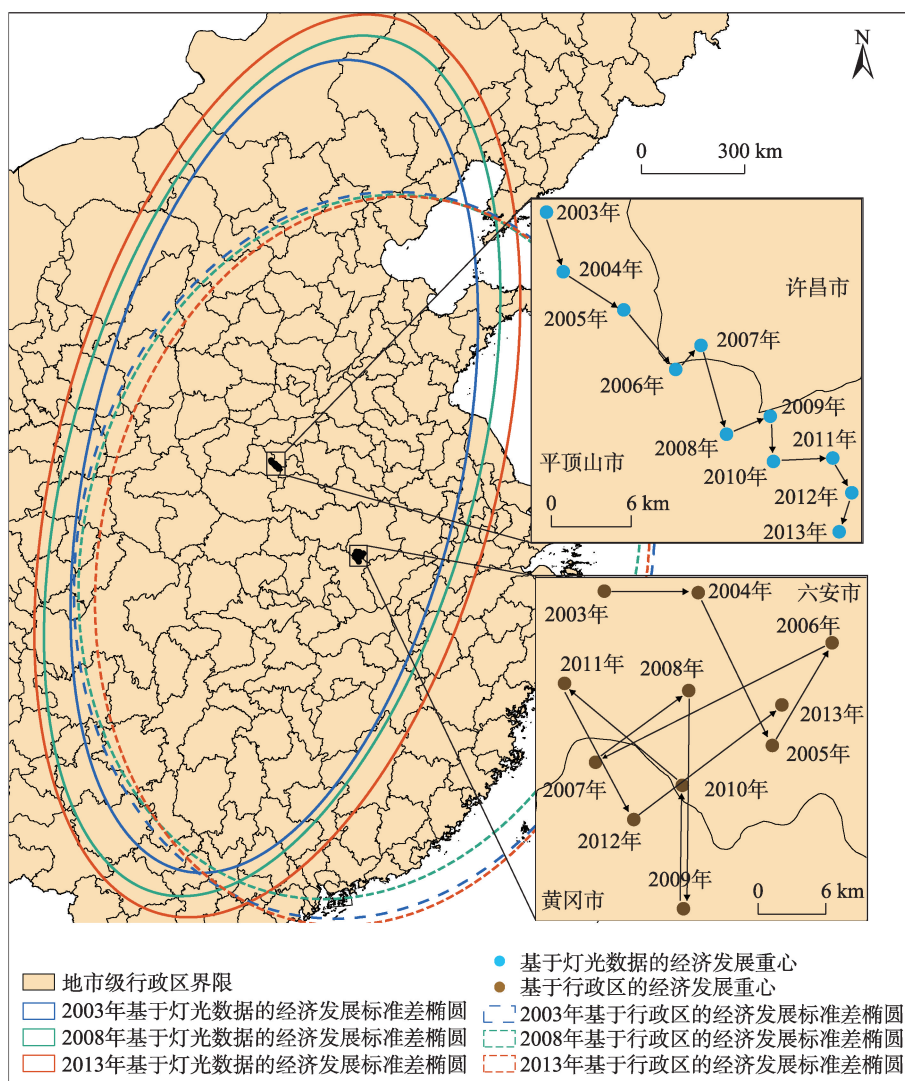 N
0 300 km
2003年
2004年
许昌市
2005年
2007年
2006年
2009年
2008年
2011年
平顶山市
2010年
2012年
0 6 km
2013年
2003年
2004年
六安市
2006年
2011年
2008年
2013年
2005年
2007年
2010年
2012年
2009年
黄冈市
0 6 km
地市级行政区界限
2003年基于灯光数据的经济发展标准差椭圆
2008年基于灯光数据的经济发展标准差椭圆
2013年基于灯光数据的经济发展标准差椭圆
基于灯光数据的经济发展重心
基于行政区的经济发展重心
2003年基于行政区的经济发展标准差椭圆
2008年基于行政区的经济发展标准差椭圆
2013年基于行政区的经济发展标准差椭圆